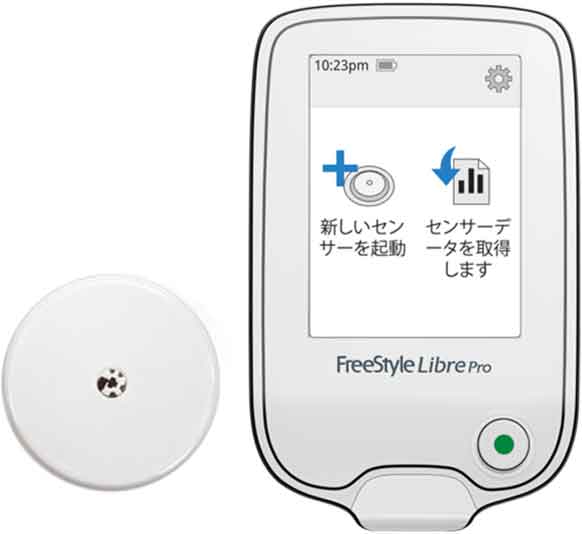 10:23pm
新しいセン
サーを起動
センサーデ
ータを取得
します
FreeStyle Libre Pro